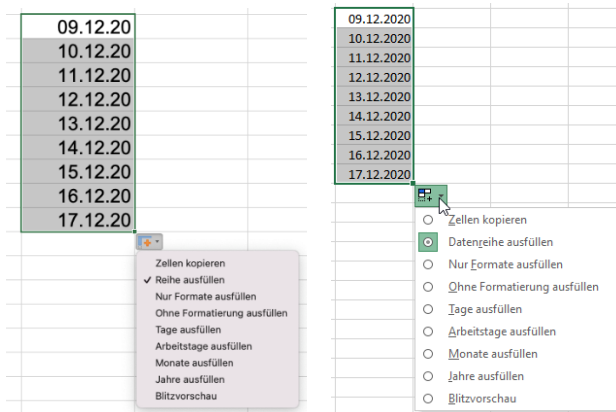 09.12.20
10.12.20
11.12.20
12.12.20
13.12.20
14.12.20
15.12.20
16.12.20
17.12.20
Zellen kopieren
✓ Reihe ausfüllen
Nur Formate ausfüllen
Ohne Formatierung ausfüllen
Tage ausfüllen
Arbeitstage ausfüllen
Monate ausfüllen
Jahre ausfüllen
Blitzvorschau
09.12.2020
10.12.2020
11.12.2020
12.12.2020
13.12.2020
14.12.2020
15.12.2020
16.12.2020
17.12.2020
Zellen kopieren
Datenreihe ausfüllen
Nur Formate ausfüllen
Ohne Formatierung ausfüllen
Tage ausfüllen
Arbeitstage ausfüllen
Monate ausfüllen
Jahre ausfüllen
Blitzvorschau